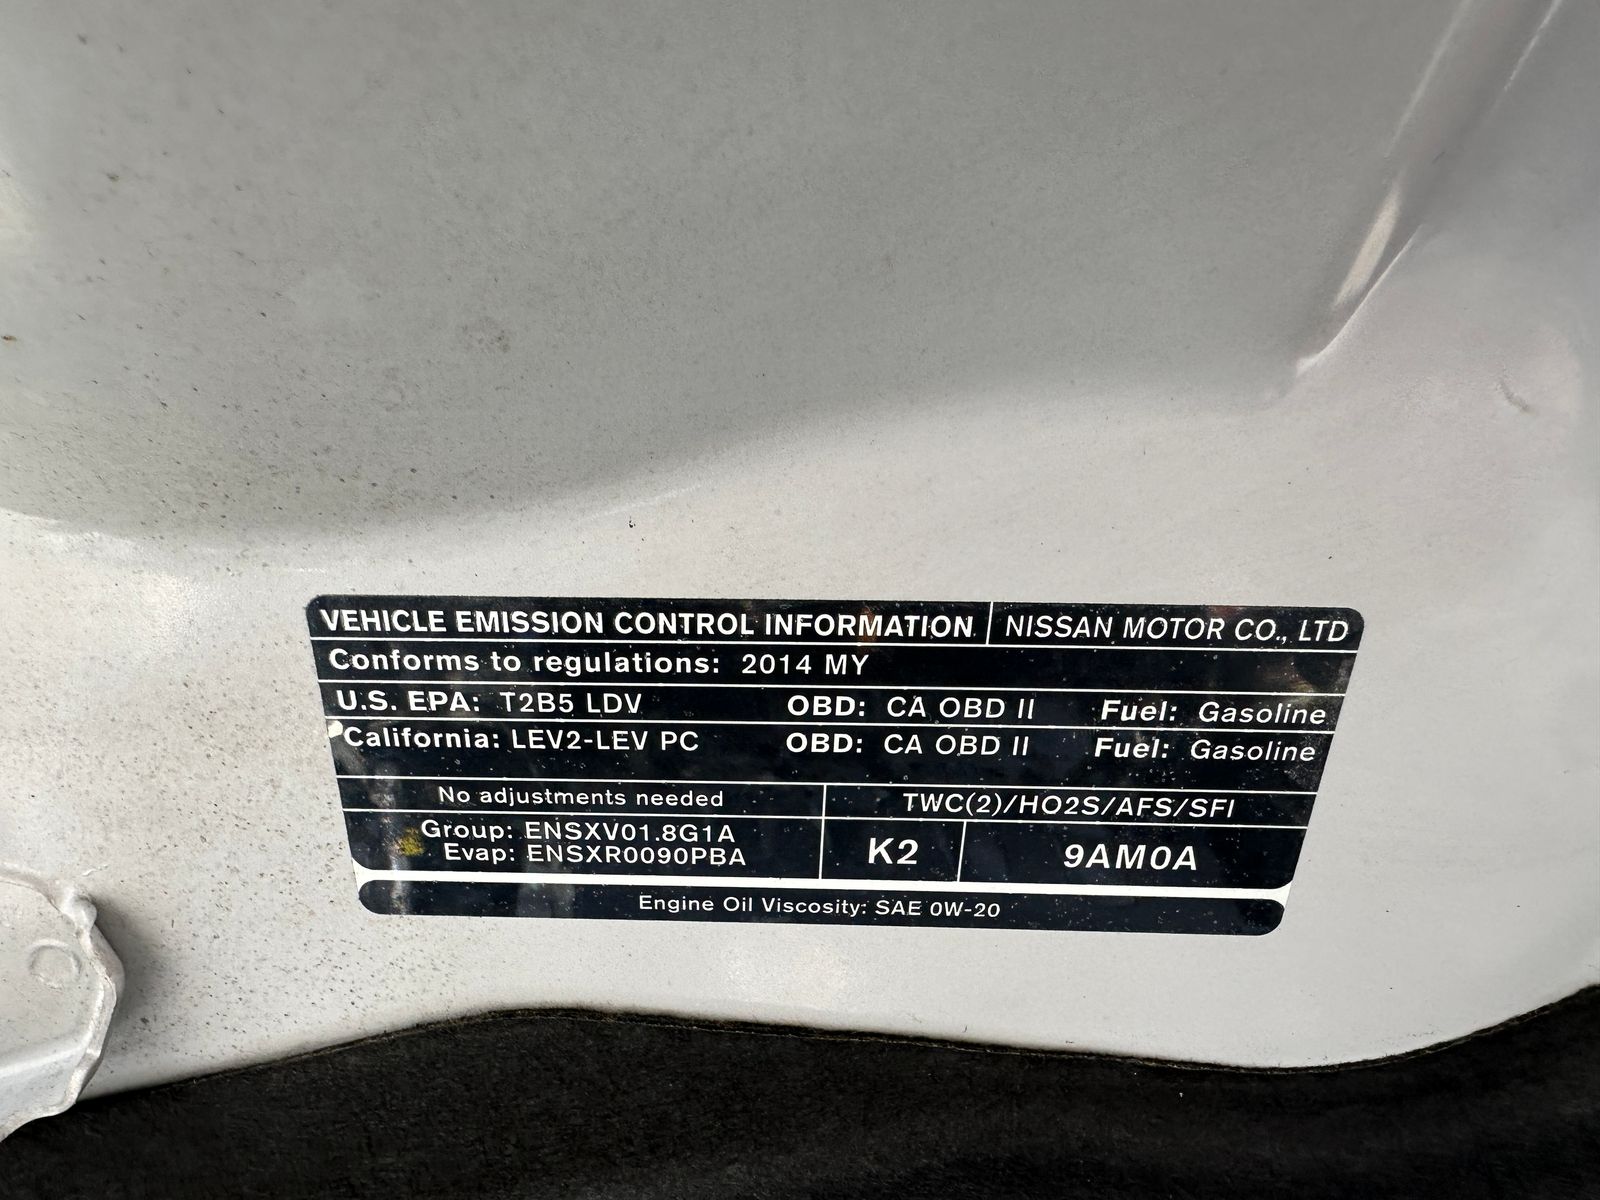 VEHICLE EMISSION CONTROL INFORMATION NISSAN MOTOR CO., LTD
Conforms to regulations: 2014 MY
U.S. EPA: T2B5 LDV OBD: CA OBD II Fuel: Gasoline
California: LEV2-LEV PC OBD: CA OBD II Fuel: Gasoline
No adjustments needed TWC(2)/HO2S/AFS/SFI
Group: ENSXV01.8G1A
Evap: ENSXR0090PBA
K2 9AM0A
Engine Oil Viscosity: SAE 0W-20